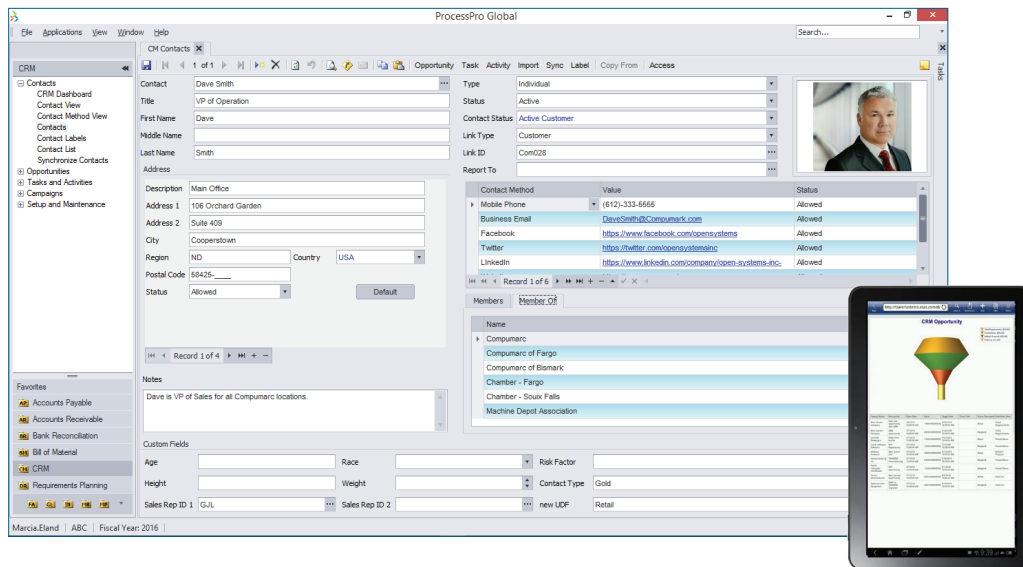 ProcessPro Global
File Applications View Window Help
Search...
CM Contacts
Tasks
CRM
1 of 1
Opportunity Task Activity Import Sync Label Copy From Access
Contacts
CRM Dashboard
Contact View
Contact Method View
Contacts
Contact Labels
Contact List
Synchronize Contacts
Opportunities
Tasks and Activities
Campaigns
Setup and Maintenance
Contact Dave Smith
Title VP of Operation
First Name Dave
Middle Name
Last Name Smith
Type Individual
Status Active
Contact Status Active Customer
Link Type Customer
Link ID Com028
Report To
Address
Description Main Office
Address 1 106 Orchard Garden
Address 2 Suite 409
City Cooperstown
Region ND Country USA
Postal Code 58425-____
Status Allowed Default
Record 1 of 4
Contact Method Value Status
Mobile Phone (612)-333-5555 Allowed
Business Email DaveSmith@Compumark.com Allowed
Facebook https://www.facebook.com/opensystems Allowed
Twitter https://twitter.com/opensystemsinc Allowed
LinkedIn https://www.linkedin.com/company/open-systems-inc- Allowed
Record 1 of 6
Members Member Of
Name
Compumarc
Compumarc of Fargo
Compumarc of Bismark
Chamber - Fargo
Chamber - Souix Falls
Machine Depot Association
Notes
Dave is VP of Sales for all Compumarc locations.
Custom Fields
Age Race Risk Factor
Height Weight Contact Type Gold
Sales Rep ID 1 GJL Sales Rep ID 2 new UDF Retail
Favorites
AP Accounts Payable
AR Accounts Receivable
BR Bank Reconciliation
BM Bill of Material
CM CRM
DR Requirements Planning
Marcia.Eland ABC Fiscal Year: 2016
CRM Opportunity
9:39